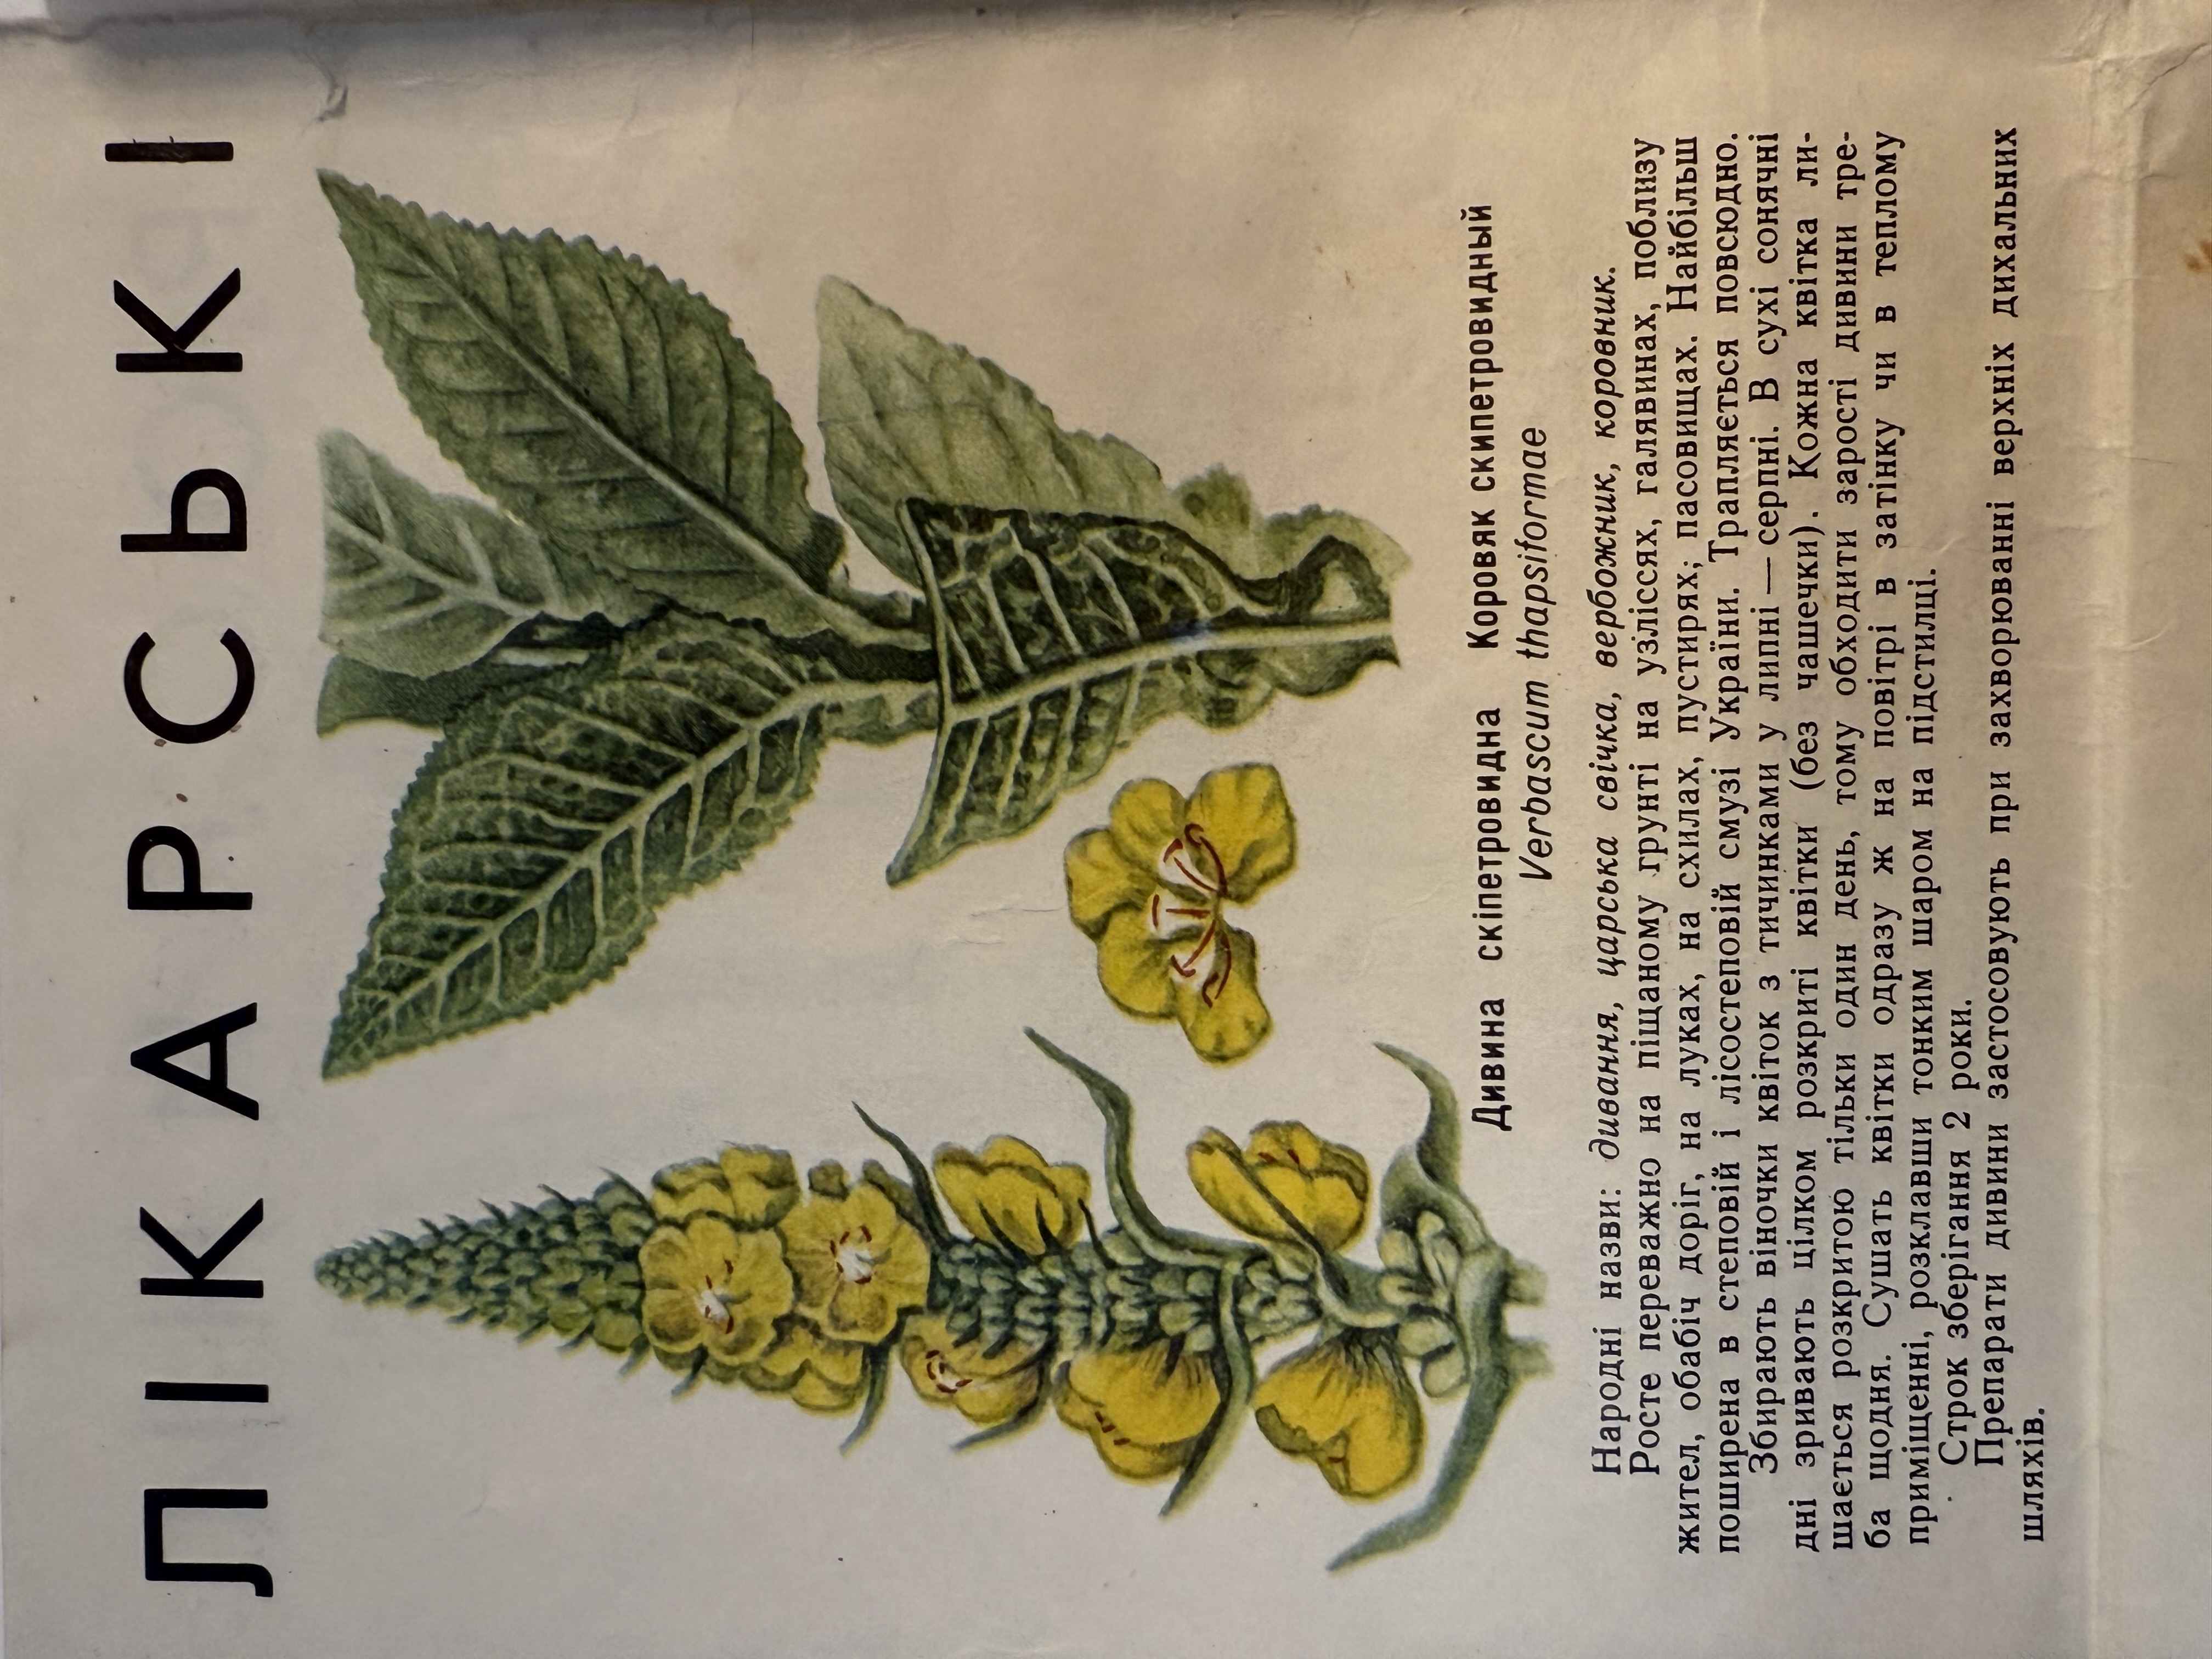 ЛІКАРСЬКІ
Дивина скіпетровидна Коровяк скипетровидный
Verbascum thapsiformae
Народні назви: дивання, царська свічка, вербожник, коровник.
Росте переважно на піщаному грунті на узліссях, галявинах, поблизу
жител, обабіч доріг, на луках, на схилах, пустирях, пасовищах. Найбільш
поширена в степовій і лісостеповій смузі України. Трапляється повсюдно.
Збирають віночки квіток з тичинками у липні — серпні. В сухі сонячні
дні зривають цілком розкриті квітки (без чашечки). Кожна квітка ли-
шається розкритою тільки один день, тому обходити зарості дивини тре-
ба щодня. Сушать квітки одразу ж на повітрі в затінку чи в теплому
приміщенні, розклавши тонким шаром на підстилці.
Строк зберігання 2 роки.
Препарати дивини застосовують при захворюванні верхніх дихальних
шляхів.